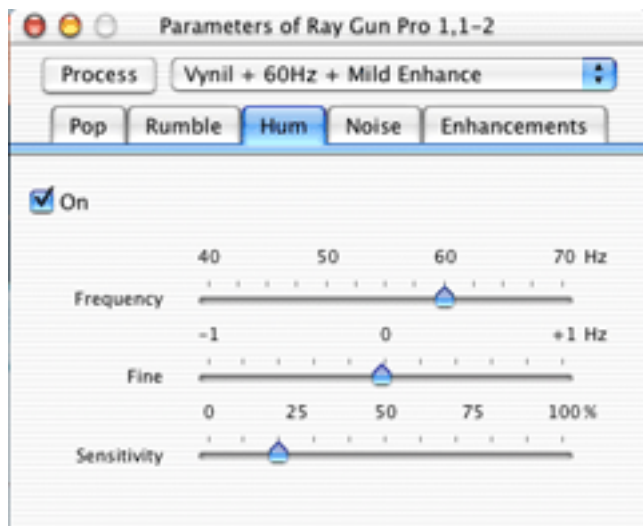 Parameters of Ray Gun Pro 1,1-2
Process Vynil + 60Hz + Mild Enhance
Pop Rumble Hum Noise Enhancements
On
40 50 60 70 Hz
Frequency
-1 0 +1 Hz
Fine
0 25 50 75 100%
Sensitivity